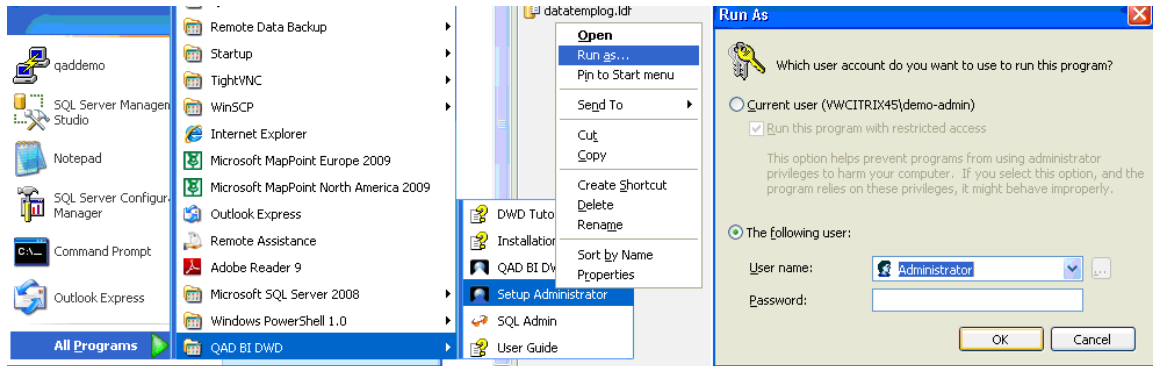 qaddemo
SQL Server Managen
Studio
Notepad
SQL Server Configur
Manager
Command Prompt
Outlook Express
All Programs
Remote Data Backup
Startup
TightVNC
WinSCP
Internet Explorer
Microsoft MapPoint Europe 2009
Microsoft MapPoint North America 2009
Outlook Express
Remote Assistance
Adobe Reader 9
Microsoft SQL Server 2008
Windows PowerShell 1.0
QAD BI DWD
DWD Tuto
Installation
QAD BI DW
Setup Administrator
SQL Admin
User Guide
datatemplog.ldf
Open
Run as...
Pin to Start menu
Send To
Cut
Copy
Create Shortcut
Delete
Rename
Sort by Name
Properties
Run As
Which user account do you want to use to run this program?
Current user (VWCITRIX45\demo-admin)
Run this program with restricted access
This option helps prevent programs from using administrator
privileges to harm your computer. If you select this option, and the
program relies on these privileges, it might behave improperly.
The following user:
User name:
Administrator
...
Password:
OK
Cancel